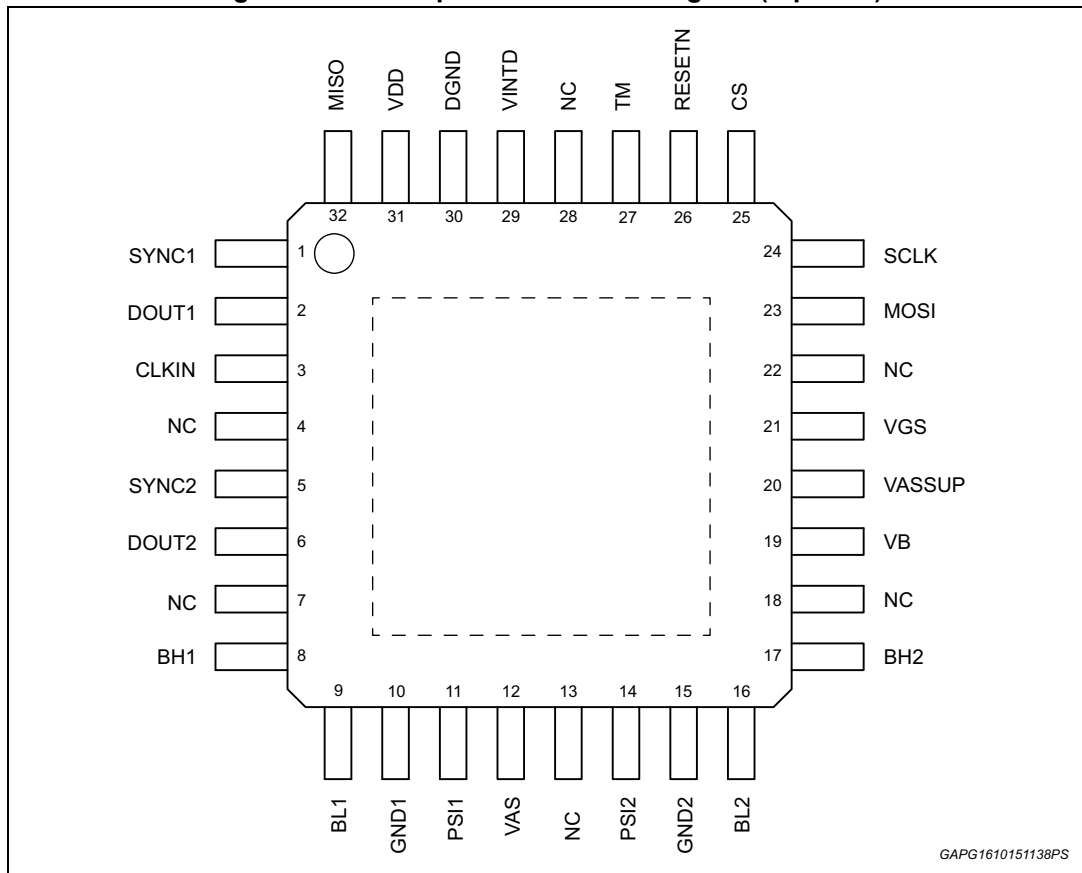 MISO
VDD
DGND
VINTD
NC
TM
RESETN
CS
32 31 30 29 28 27 26 25
SYNC1 1
DOUT1 2
CLKIN 3
NC 4
SYNC2 5
DOUT2 6
NC 7
BH1 8
24 SCLK
23 MOSI
22 NC
21 VGS
20 VASSUP
19 VB
18 NC
17 BH2
9 10 11 12 13 14 15 16
BL1
GND1
PSI1
VAS
NC
PSI2
GND2
BL2
GAPG1610151138PS